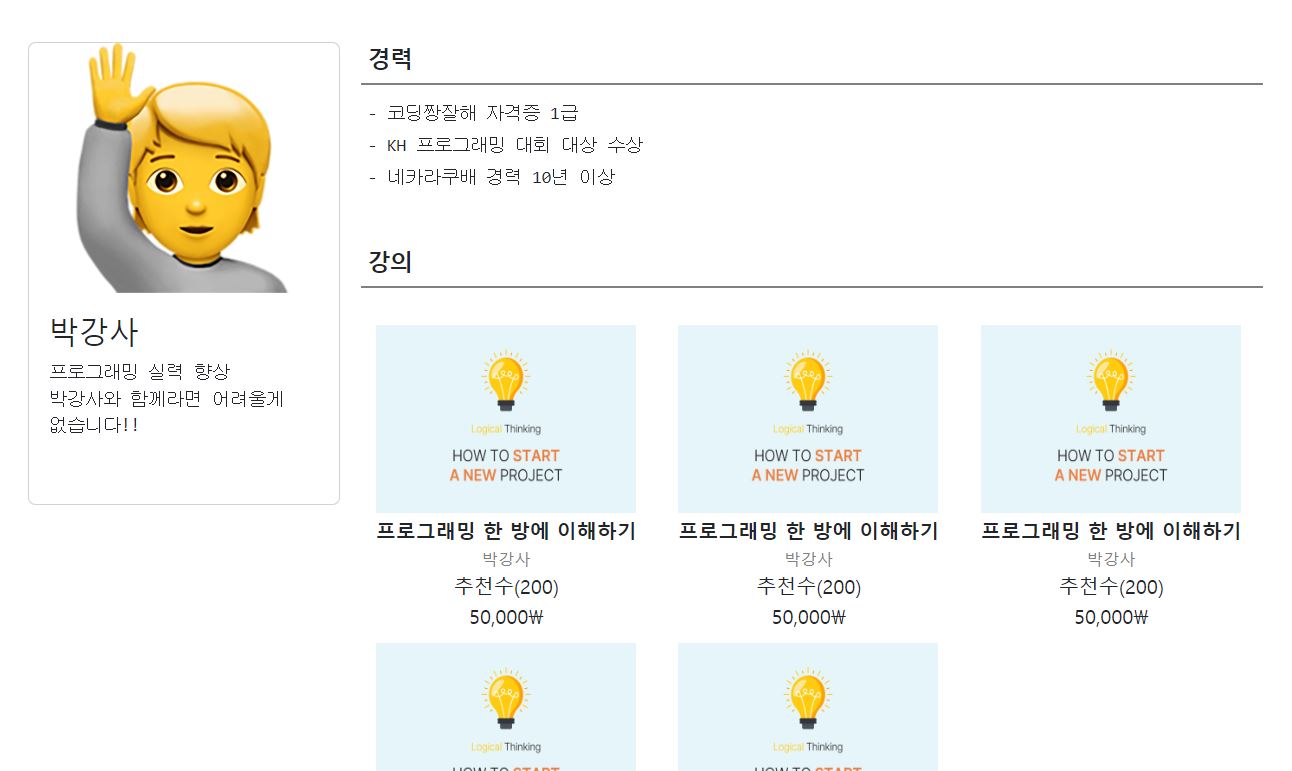 경력
- 코딩짱잘해 자격증 1급
- KH 프로그래밍 대회 대상 수상
- 네카라쿠배 경력 10년 이상
박강사
프로그래밍 실력 향상
박강사와 함께라면 어려울게
없습니다!!
강의
Logical Thinking
HOW TO START
A NEW PROJECT
프로그래밍 한 방에 이해하기
박강사
추천수(200)
50,000₩
Logical Thinking
HOW TO START
A NEW PROJECT
프로그래밍 한 방에 이해하기
박강사
추천수(200)
50,000₩
Logical Thinking
HOW TO START
A NEW PROJECT
프로그래밍 한 방에 이해하기
박강사
추천수(200)
50,000₩
Logical Thinking
HOW TO START
Logical Thinking
HOW TO START